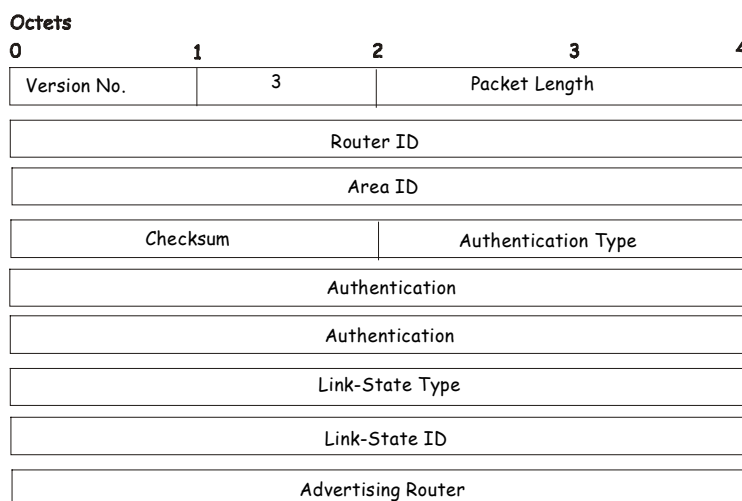 Octets
0 1 2 3 4
Version No. 3 Packet Length
Router ID
Area ID
Checksum Authentication Type
Authentication
Authentication
Link-State Type
Link-State ID
Advertising Router